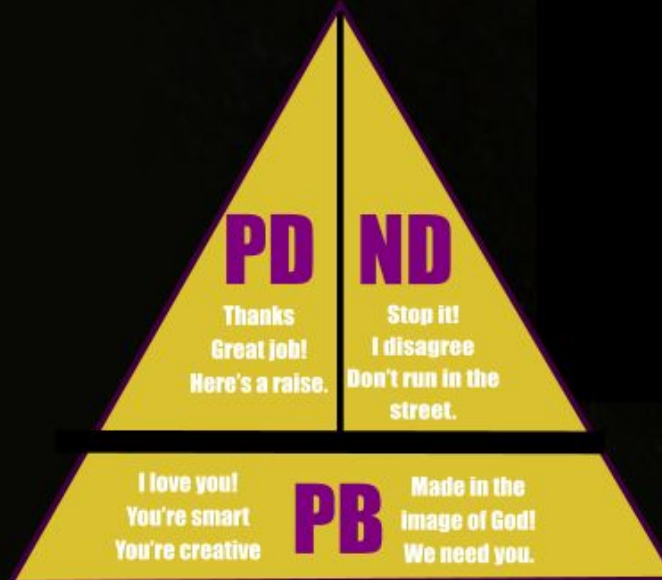 PD
Thanks
Great job!
Here's a raise.
ND
Stop it!
I disagree
Don't run in the
street.
I love you!
You're smart
You're creative
PB
Made in the
image of God!
We need you.